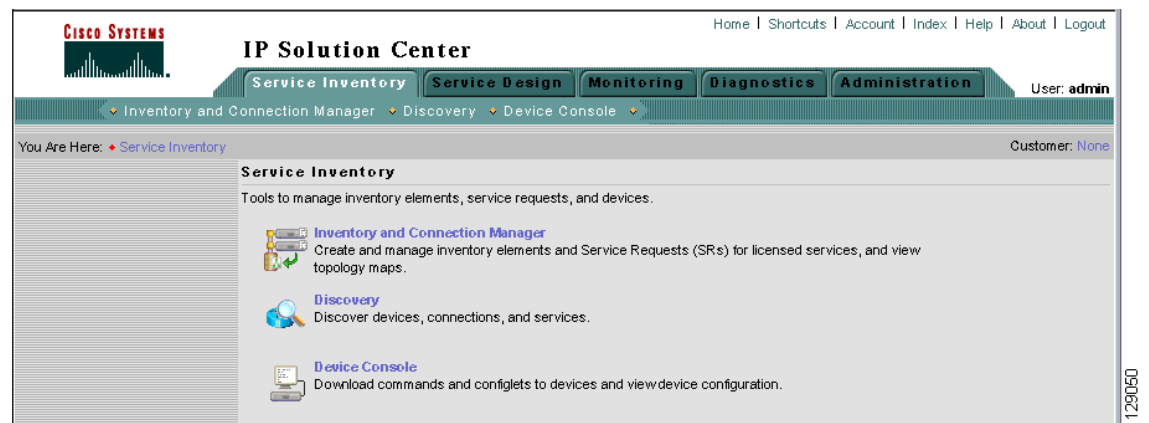 CISCO SYSTEMS
Home | Shortcuts | Account | Index | Help | About | Logout
IP Solution Center
Service Inventory Service Design Monitoring Diagnostics Administration
User: admin
Inventory and Connection Manager Discovery Device Console
You Are Here: Service Inventory
Customer: None
Service Inventory
Tools to manage inventory elements, service requests, and devices.
Inventory and Connection Manager
Create and manage inventory elements and Service Requests (SRs) for licensed services, and view
topology maps.
Discovery
Discover devices, connections, and services.
Device Console
Download commands and configlets to devices and view device configuration.
129050